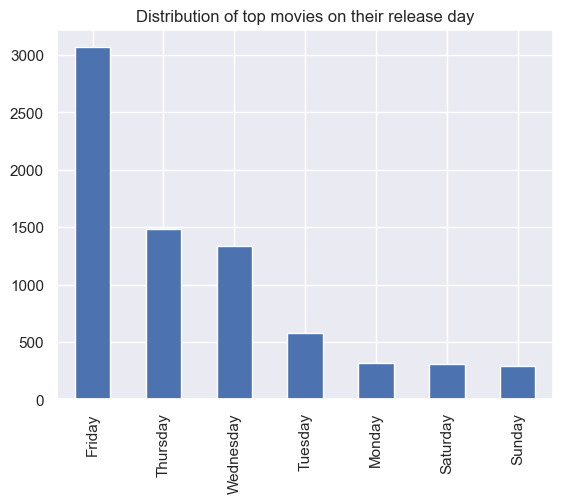 Distribution of top movies on their release day
3000
2500
2000
1500
1000
500
0
Friday
Thursday
Wednesday
Tuesday
Monday
Saturday
Sunday